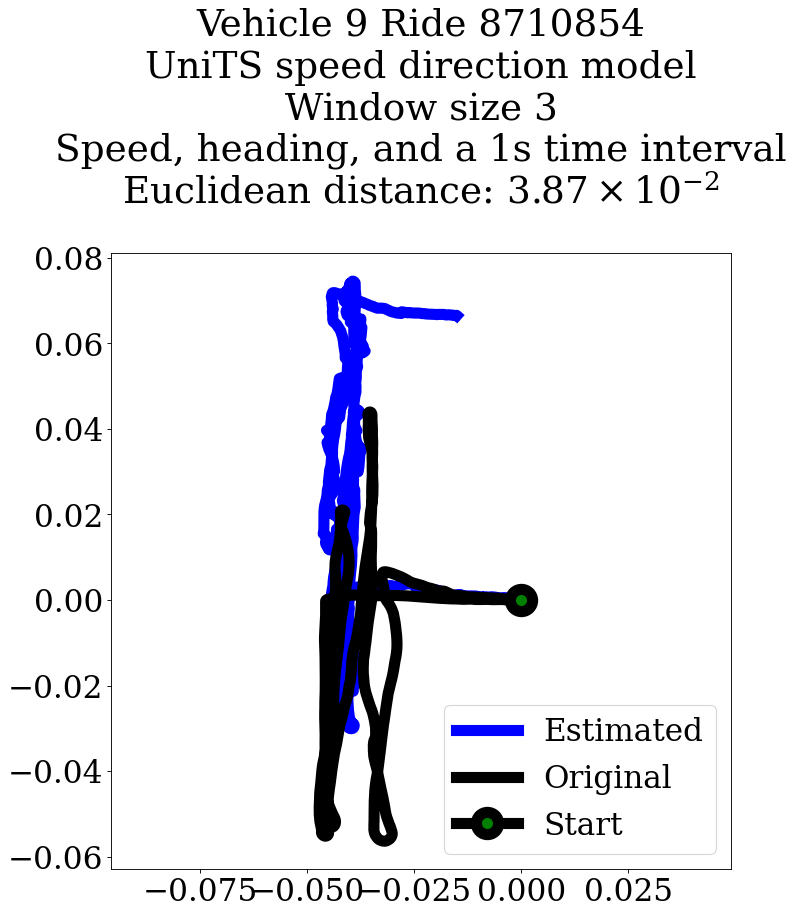 Vehicle 9 Ride 8710854
UniTS speed direction model
Window size 3
Speed, heading, and a 1s time interval
Euclidean distance: 3.87 × 10⁻²
0.08
0.06
0.04
0.02
0.00
−0.02
−0.04
−0.06
Estimated
Original
Start
−0.075 −0.050 −0.025 0.000 0.025